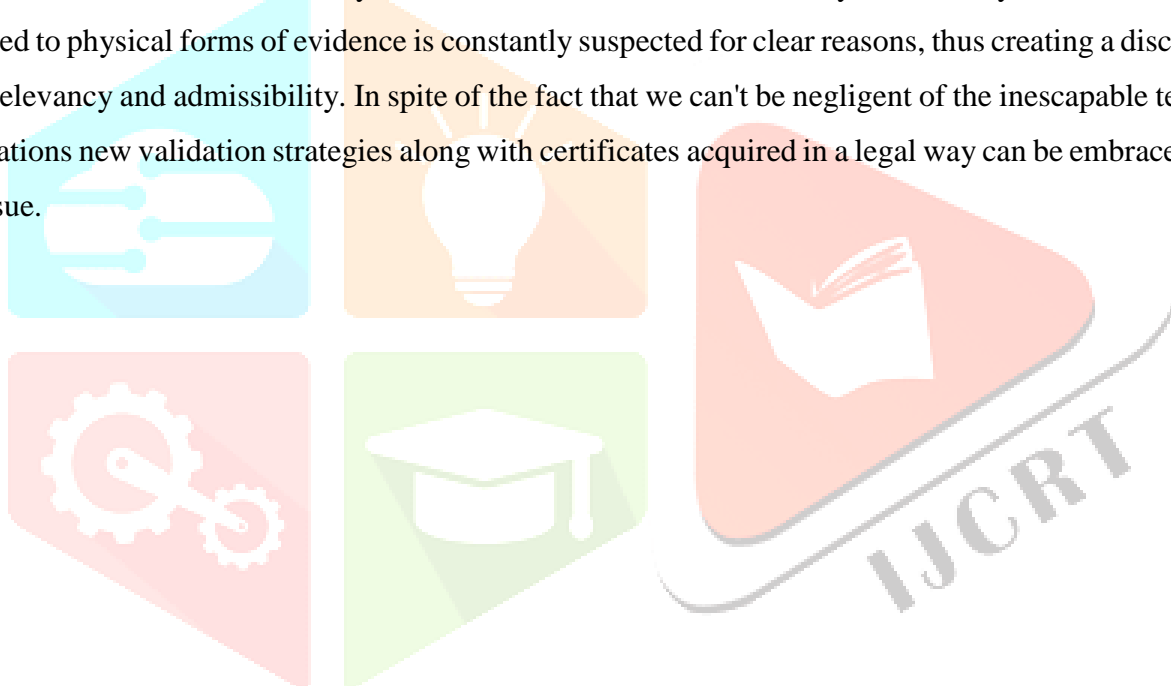 ed to physical forms of evidence is constantly suspected for clear reasons, thus creating a disc
elevancy and admissibility. In spite of the fact that we can't be negligent of the inescapable te
ations new validation strategies along with certificates acquired in a legal way can be embrace
sue.
IJCRT